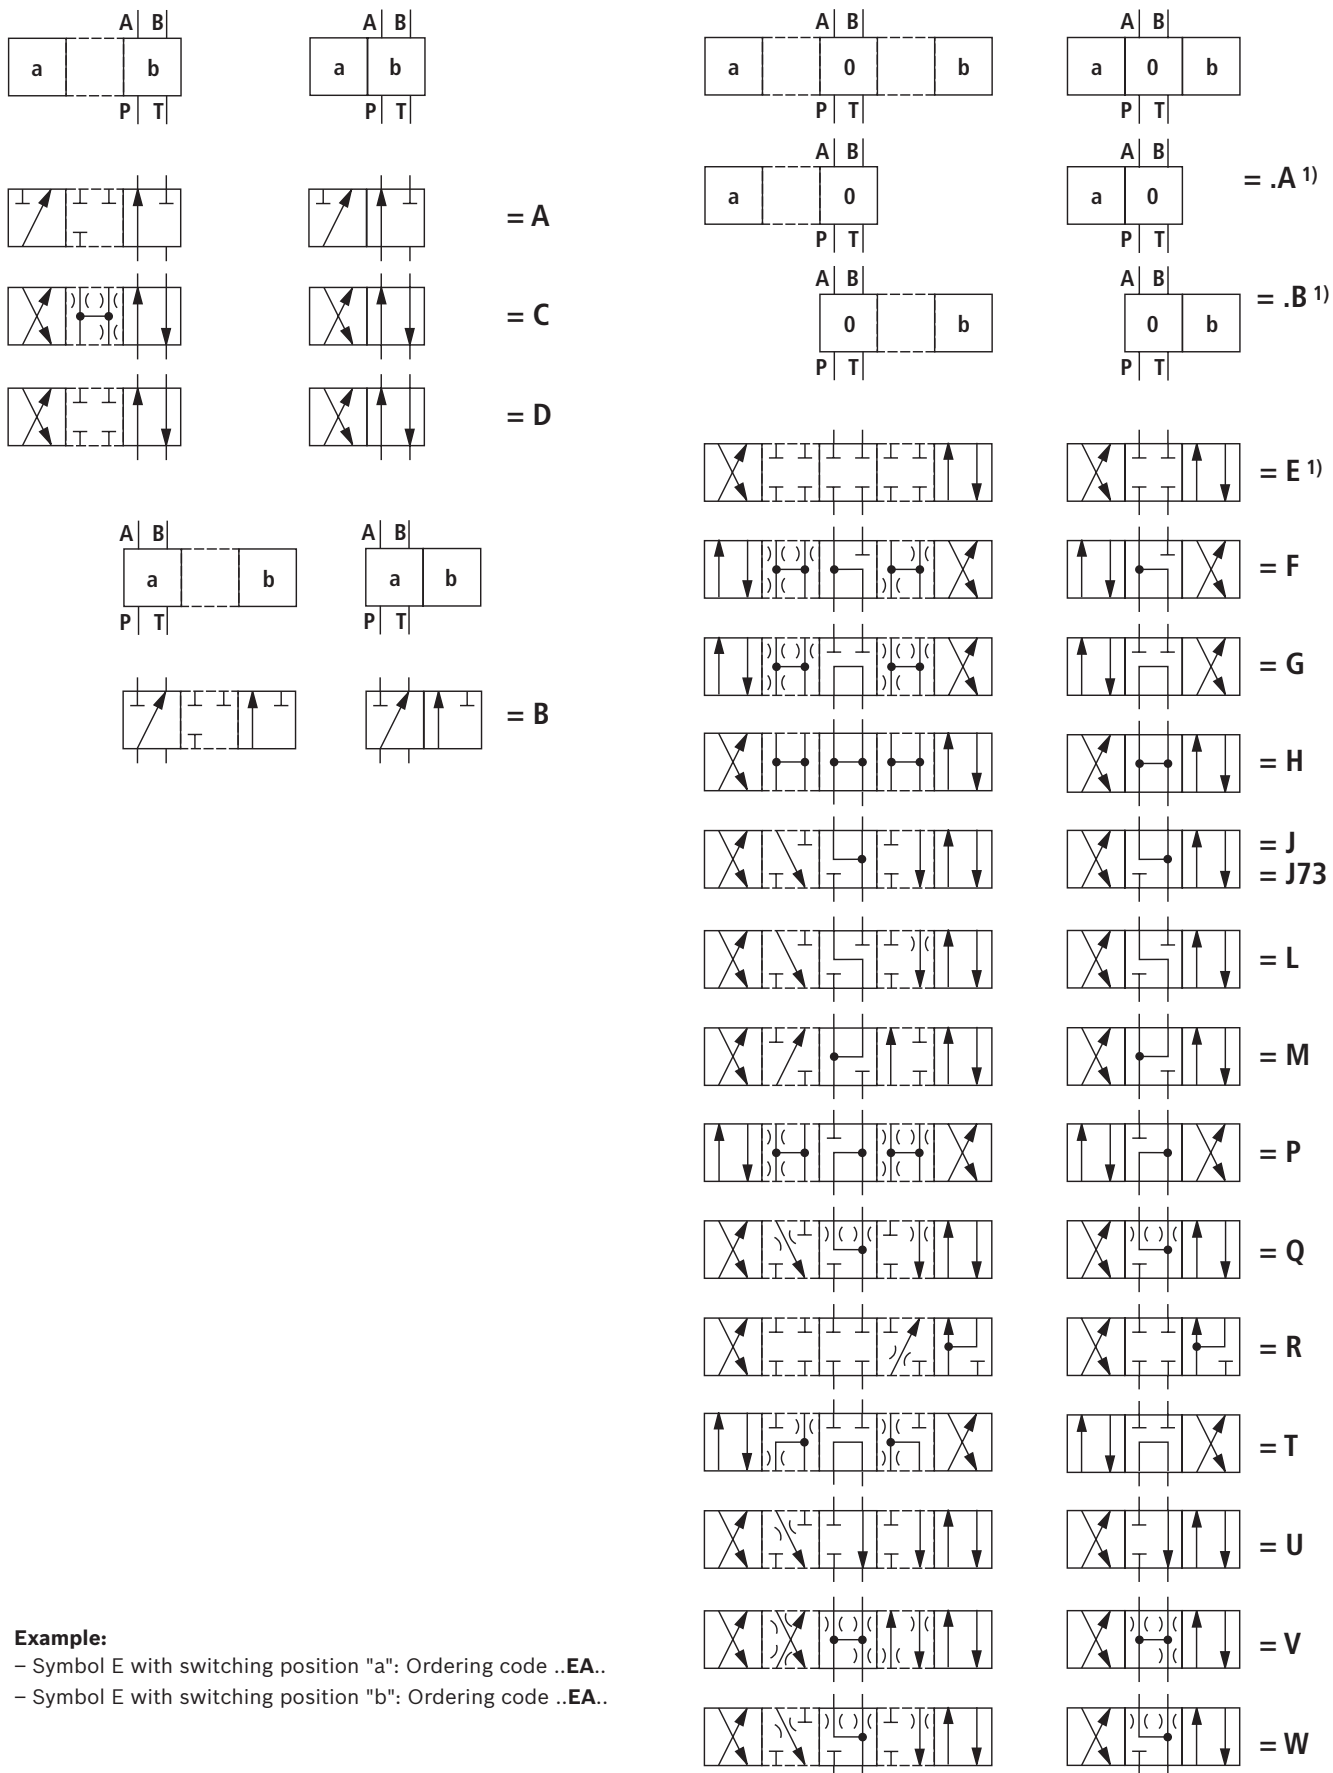 A B
a b
P T
A B
a b
P T
= A
= C
= D
A B
a b
P T
A B
a b
P T
= B
A B
a 0 b
P T
A B
a 0 b
P T
A B
a 0
P T
A B
a 0
P T
= .A 1)
A B
0 b
P T
A B
0 b
P T
= .B 1)
= E 1)
= F
= G
= H
= J
= J73
= L
= M
= P
= Q
= R
= T
= U
= V
= W
Example:
– Symbol E with switching position "a": Ordering code ..EA..
– Symbol E with switching position "b": Ordering code ..EA..